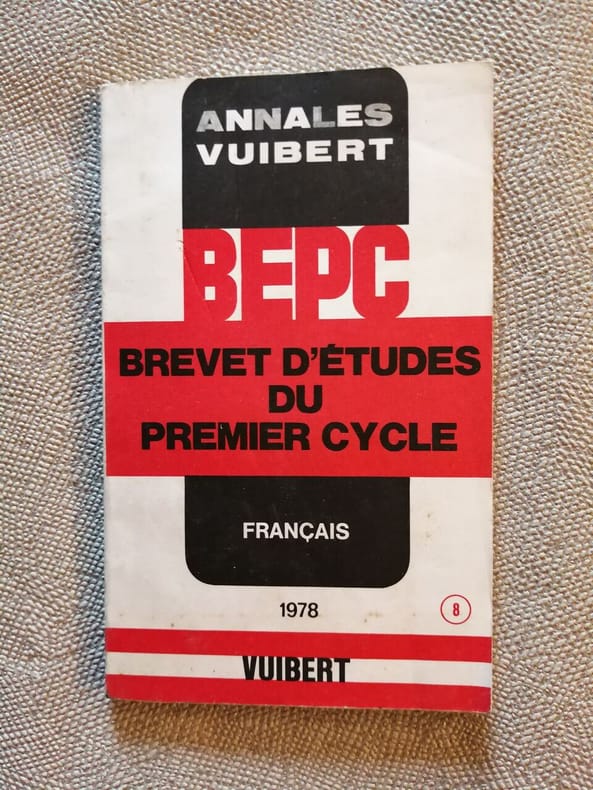 ANNALES
VUIBERT
BEPC
BREVET D'ÉTUDES
DU
PREMIER CYCLE
FRANÇAIS
1978
8
VUIBERT